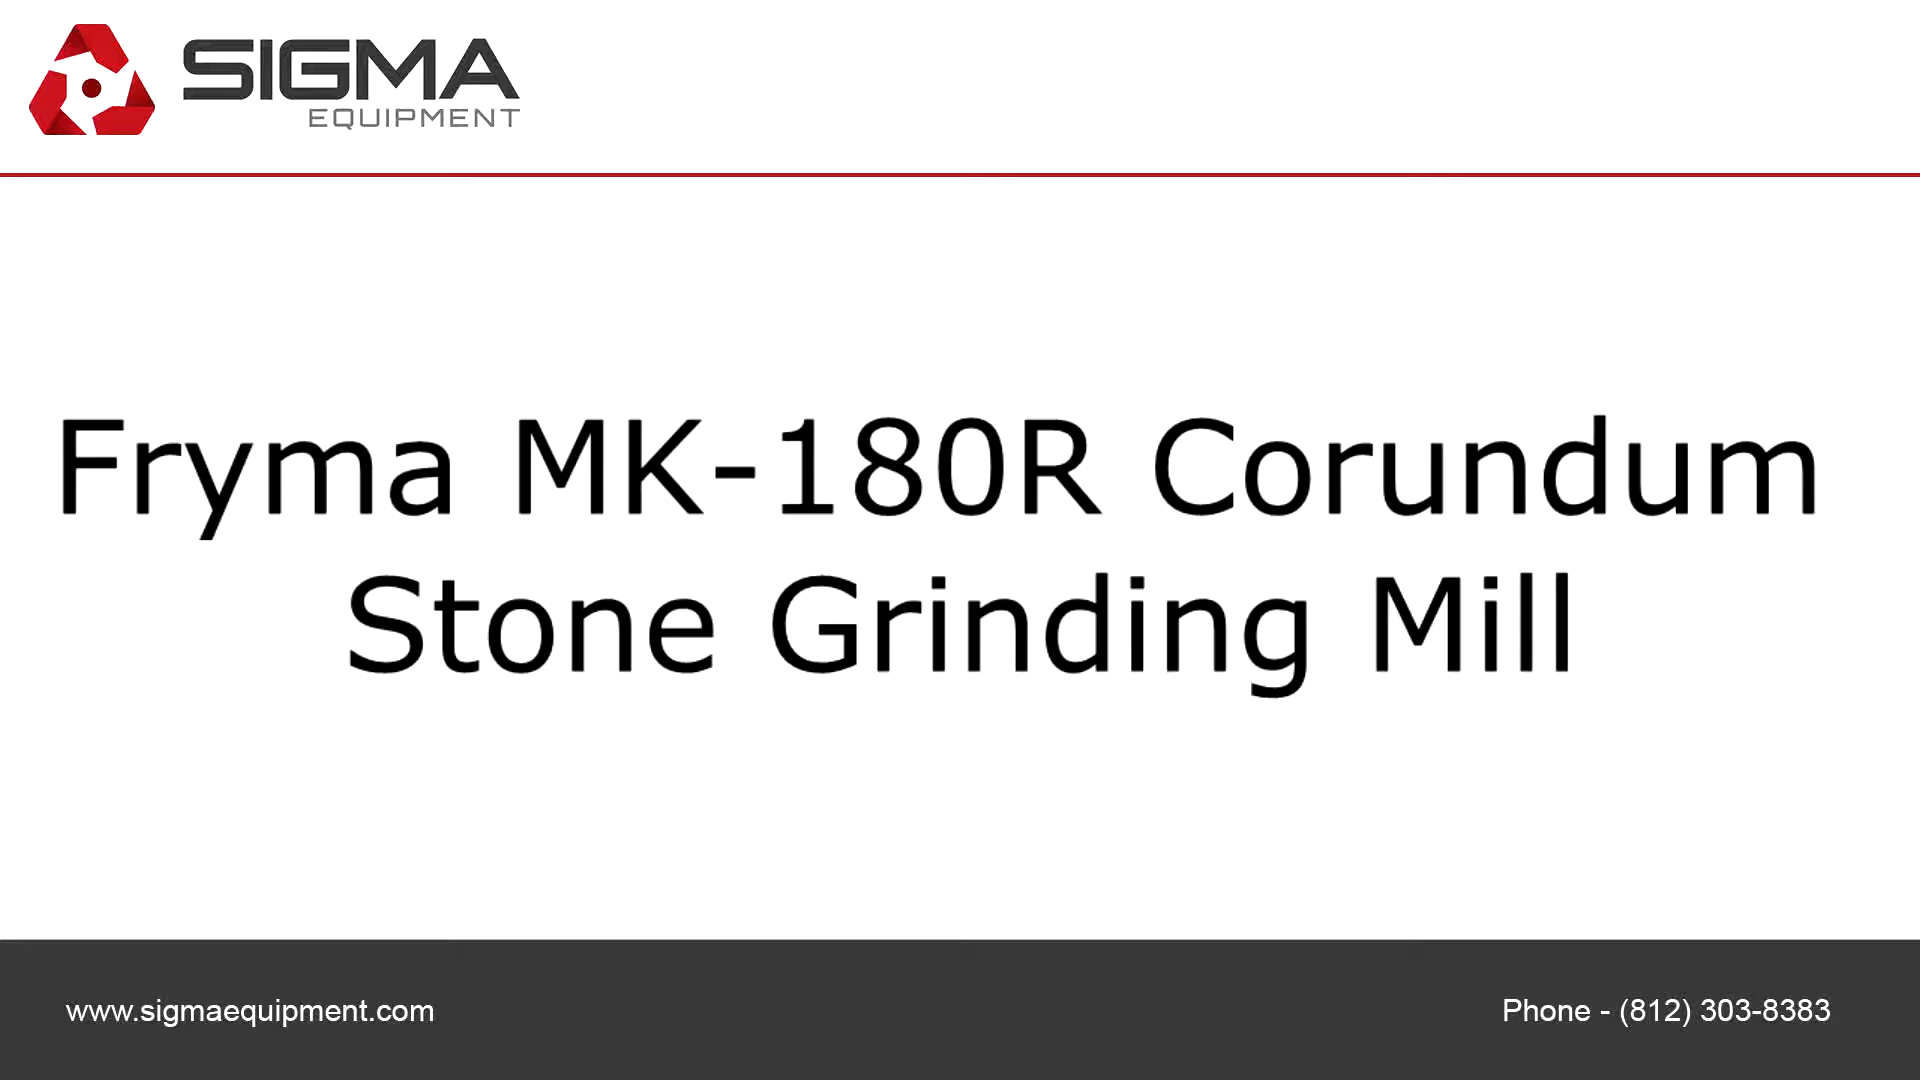 SIGMA
EQUIPMENT
Fryma MK-180R Corundum
Stone Grinding Mill
www.sigmaequipment.com
Phone - (812) 303-8383